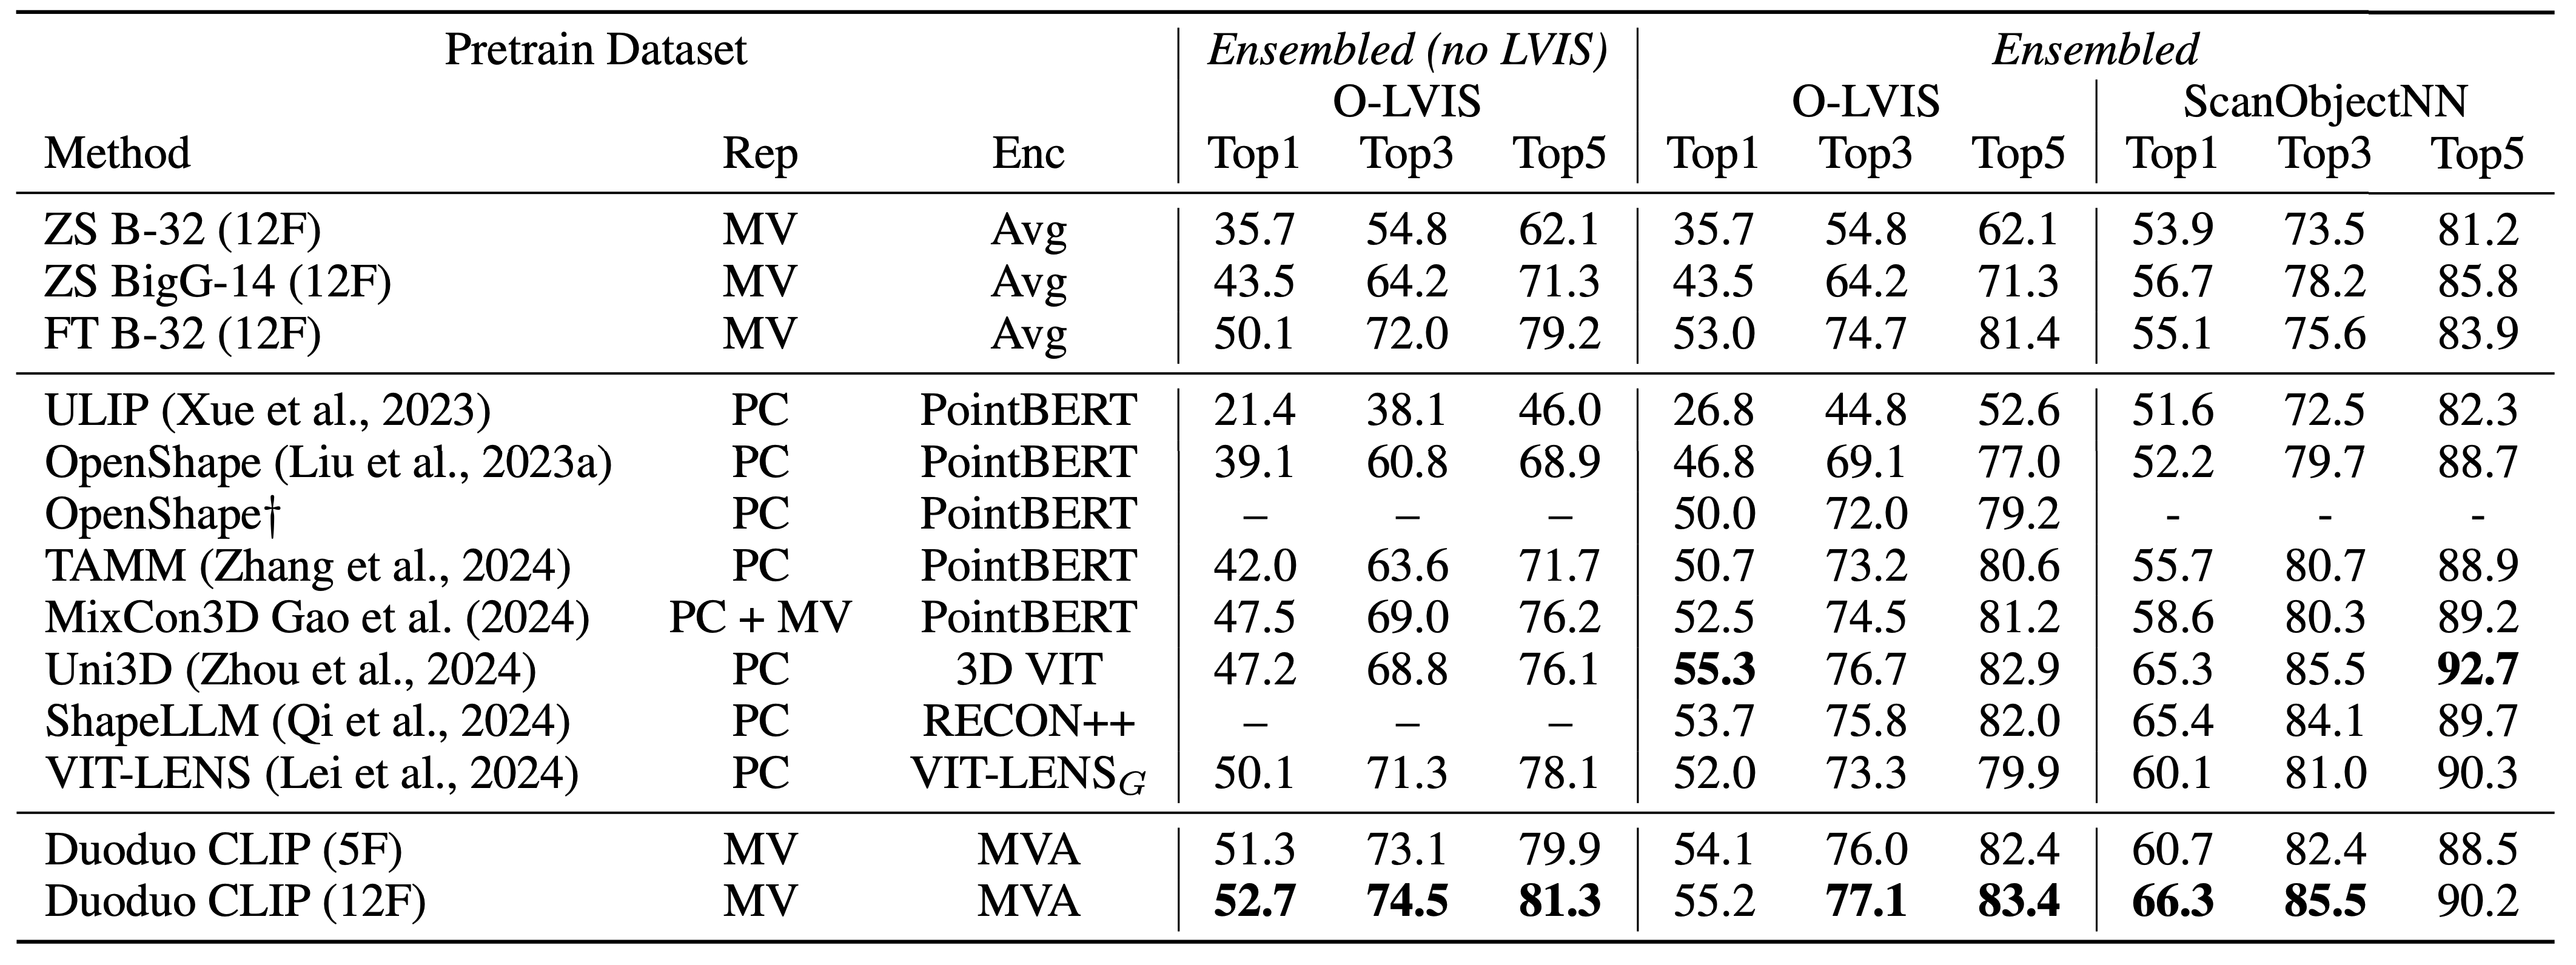 Pretrain Dataset Ensembled (no LVIS) Ensembled
O-LVIS O-LVIS ScanObjectNN
Method Rep Enc Top1 Top3 Top5 Top1 Top3 Top5 Top1 Top3 Top5
ZS B-32 (12F) MV Avg 35.7 54.8 62.1 35.7 54.8 62.1 53.9 73.5 81.2
ZS BigG-14 (12F) MV Avg 43.5 64.2 71.3 43.5 64.2 71.3 56.7 78.2 85.8
FT B-32 (12F) MV Avg 50.1 72.0 79.2 53.0 74.7 81.4 55.1 75.6 83.9
ULIP (Xue et al., 2023) PC PointBERT 21.4 38.1 46.0 26.8 44.8 52.6 51.6 72.5 82.3
OpenShape (Liu et al., 2023a) PC PointBERT 39.1 60.8 68.9 46.8 69.1 77.0 52.2 79.7 88.7
OpenShape† PC PointBERT – – – 50.0 72.0 79.2 - - -
TAMM (Zhang et al., 2024) PC PointBERT 42.0 63.6 71.7 50.7 73.2 80.6 55.7 80.7 88.9
MixCon3D Gao et al. (2024) PC + MV PointBERT 47.5 69.0 76.2 52.5 74.5 81.2 58.6 80.3 89.2
Uni3D (Zhou et al., 2024) PC 3D VIT 47.2 68.8 76.1 55.3 76.7 82.9 65.3 85.5 92.7
ShapeLLM (Qi et al., 2024) PC RECON++ – – – 53.7 75.8 82.0 65.4 84.1 89.7
VIT-LENS (Lei et al., 2024) PC VIT-LENS_G 50.1 71.3 78.1 52.0 73.3 79.9 60.1 81.0 90.3
Duoduo CLIP (5F) MV MVA 51.3 73.1 79.9 54.1 76.0 82.4 60.7 82.4 88.5
Duoduo CLIP (12F) MV MVA 52.7 74.5 81.3 55.2 77.1 83.4 66.3 85.5 90.2